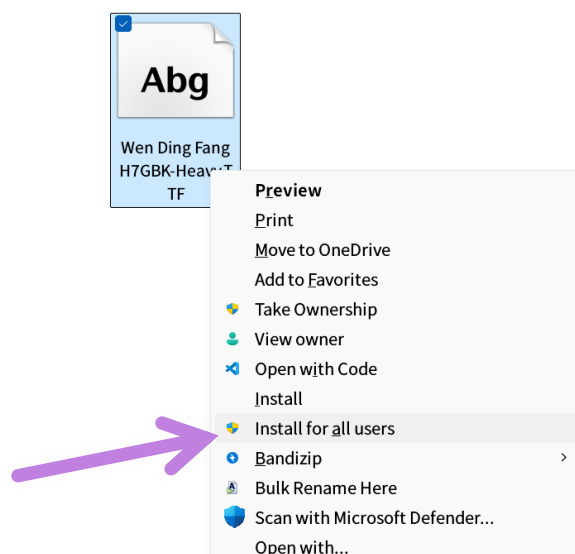 Abg
Wen Ding Fang
H7GBK-Heavy.T
TF
Preview
Print
Move to OneDrive
Add to Favorites
Take Ownership
View owner
Open with Code
Install
Install for all users
Bandizip
Bulk Rename Here
Scan with Microsoft Defender...
Open with...